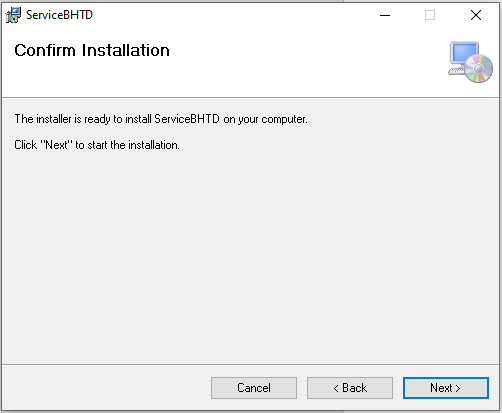 ServiceBHTD
Confirm Installation
The installer is ready to install ServiceBHTD on your computer.
Click "Next" to start the installation.
Cancel
< Back
Next >